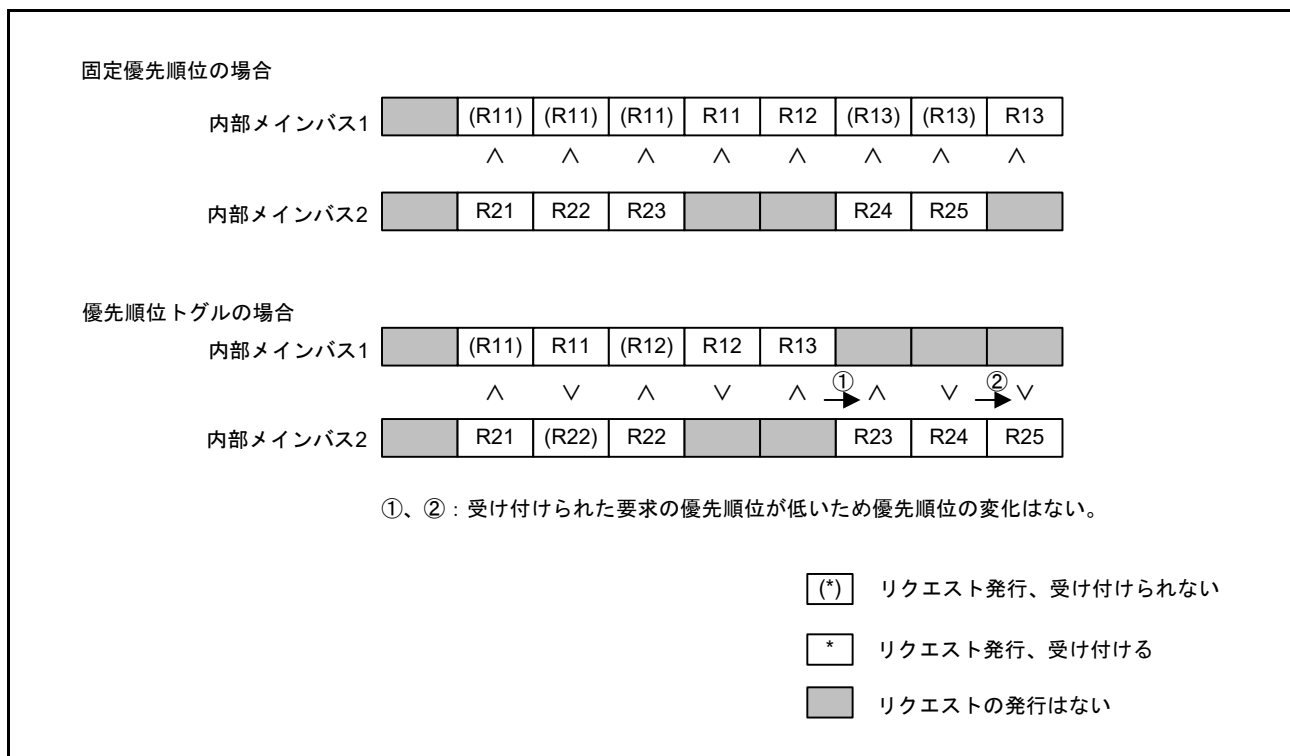 固定優先順位の場合
内部メインバス1 (R11) (R11) (R11) R11 R12 (R13) (R13) R13
∧ ∧ ∧ ∧ ∧ ∧ ∧ ∧
内部メインバス2 R21 R22 R23 R24 R25
優先順位トグルの場合
内部メインバス1 (R11) R11 (R12) R12 R13
∧ ∨ ∧ ∨ ∧ ① ∧ ∨ ② ∨
内部メインバス2 R21 (R22) R22 R23 R24 R25
①、②：受け付けられた要求の優先順位が低いため優先順位の変化はない。
(*) リクエスト発行、受け付けられない
* リクエスト発行、受け付ける
リクエストの発行はない